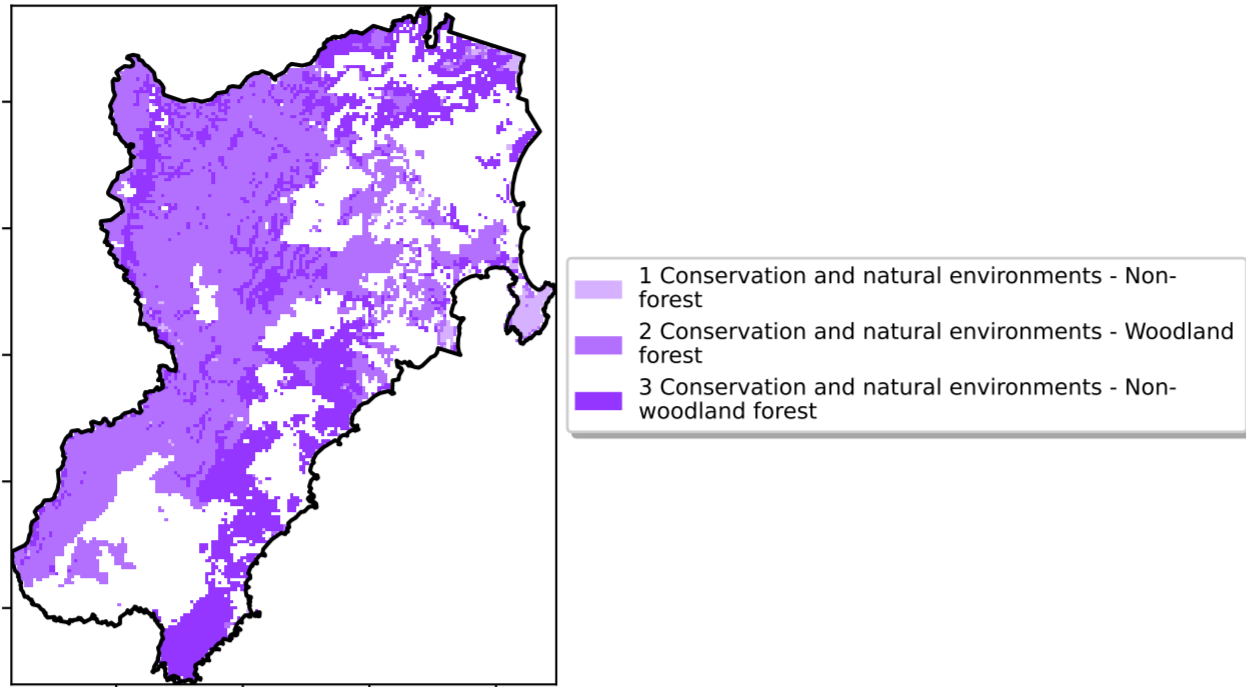 1 Conservation and natural environments - Non-
forest
2 Conservation and natural environments - Woodland
forest
3 Conservation and natural environments - Non-
woodland forest